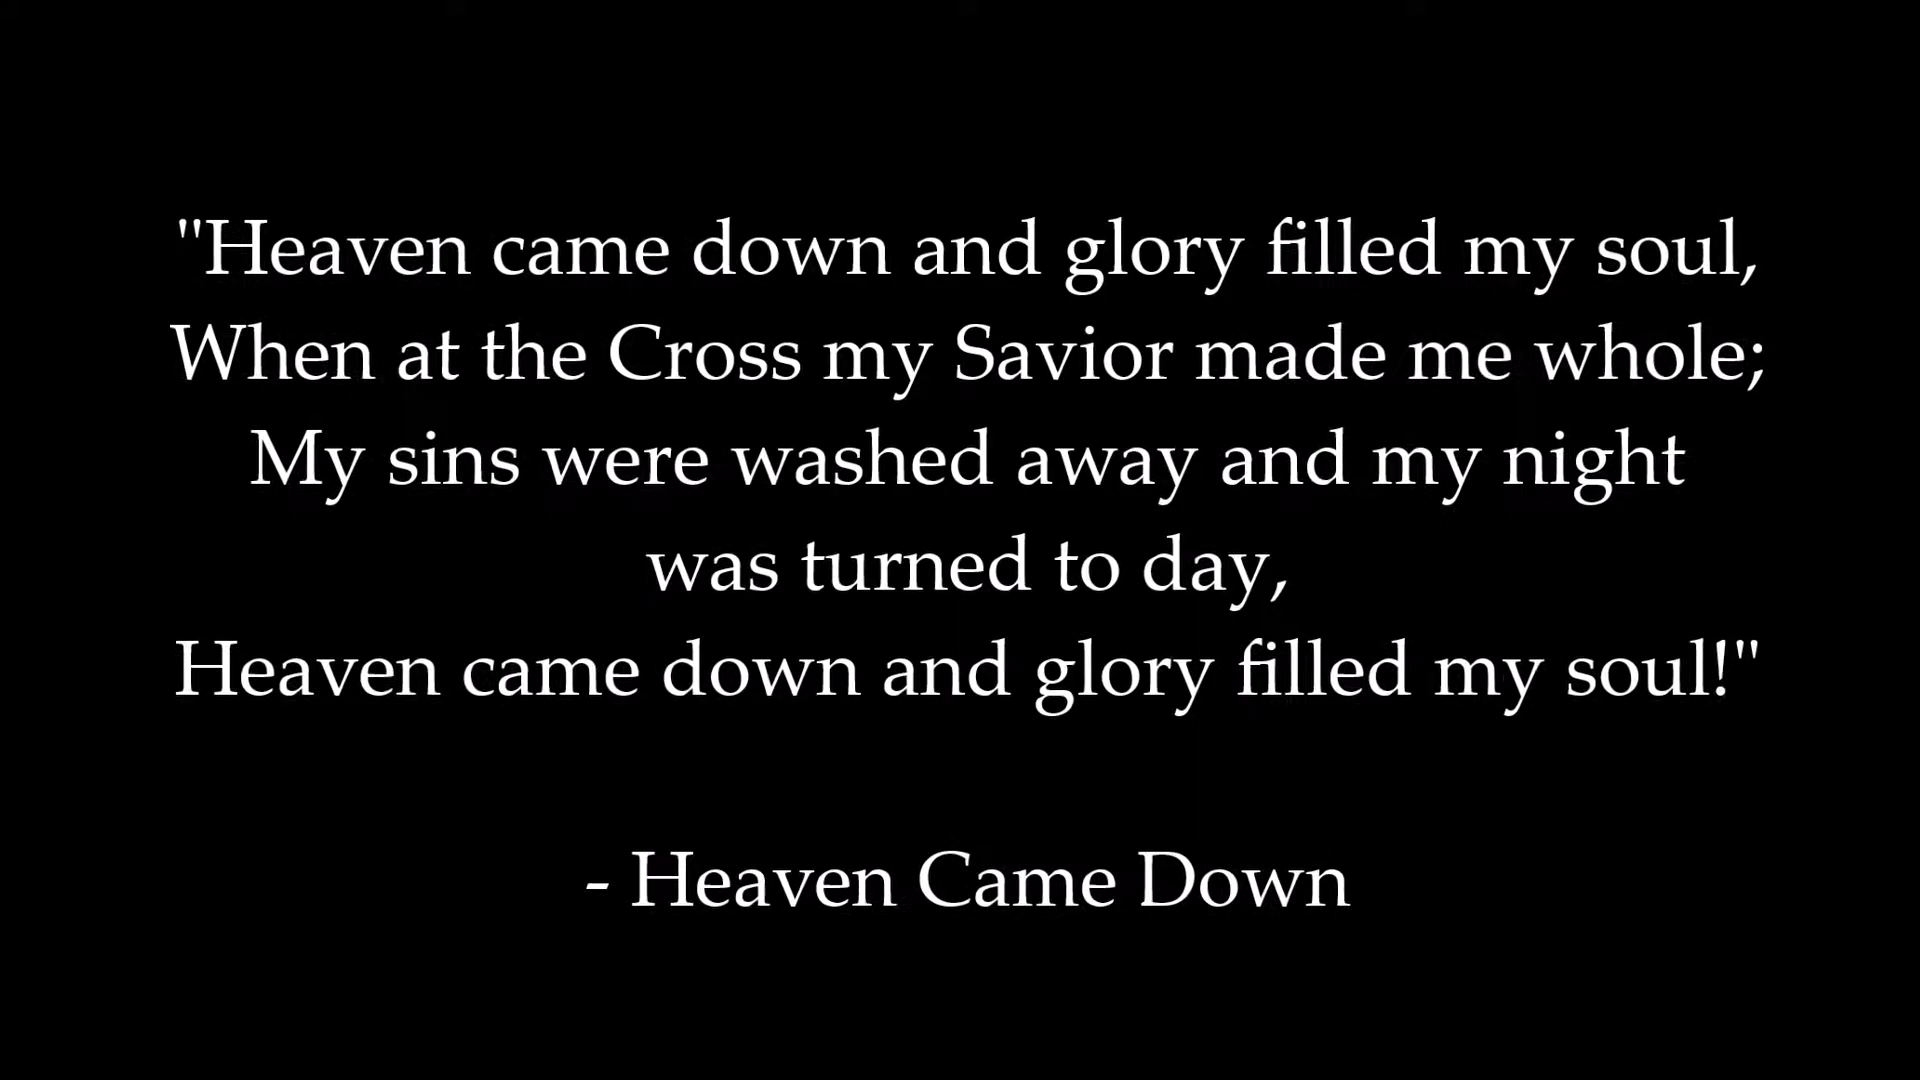 "Heaven came down and glory filled my soul,
When at the Cross my Savior made me whole;
My sins were washed away and my night
was turned to day,
Heaven came down and glory filled my soul!"
- Heaven Came Down